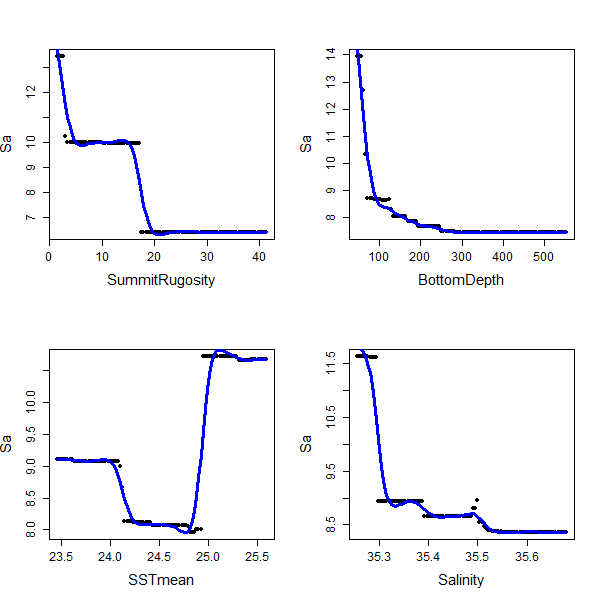 Sa
7 8 9 10 12
0 10 20 30 40
SummitRugosity
Sa
8 9 10 11 12 13 14
100 200 300 400 500
BottomDepth
Sa
8.0 8.5 9.0 9.5 10.0
23.5 24.0 24.5 25.0 25.5
SSTmean
Sa
8.5 9.5 10.5 11.5
35.3 35.4 35.5 35.6
Salinity